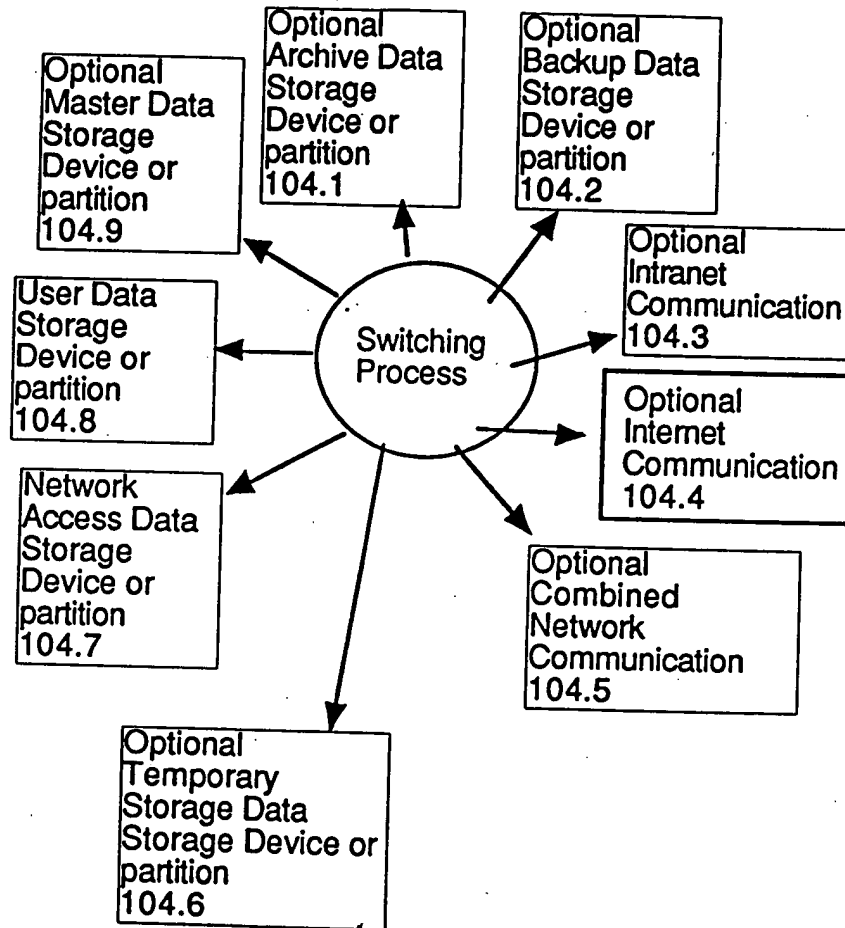 Optional
Master Data
Storage
Device or
partition
104.9
Optional
Archive Data
Storage
Device or
partition
104.1
Optional
Backup Data
Storage
Device or
partition
104.2
Optional
Intranet
Communication
104.3
User Data
Storage
Device or
partition
104.8
Switching
Process
Optional
Internet
Communication
104.4
Network
Access Data
Storage
Device or
partition
104.7
Optional
Combined
Network
Communication
104.5
Optional
Temporary
Storage Data
Storage Device or
partition
104.6